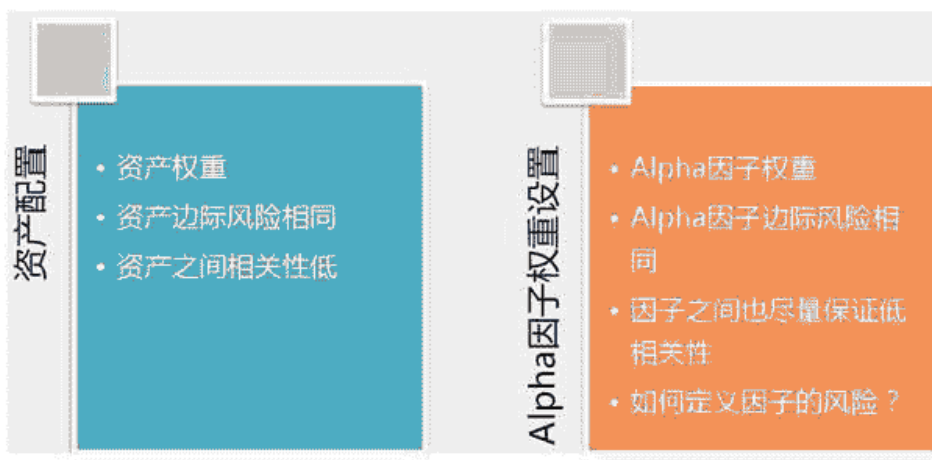 资产配置
• 资产权重
• 资产边际风险相同
• 资产之间相关性低
Alpha因子权重设置
• Alpha因子权重
• Alpha因子边际风险相
同
• 因子之间也尽量保证低
相关性
• 如何定义因子的风险？